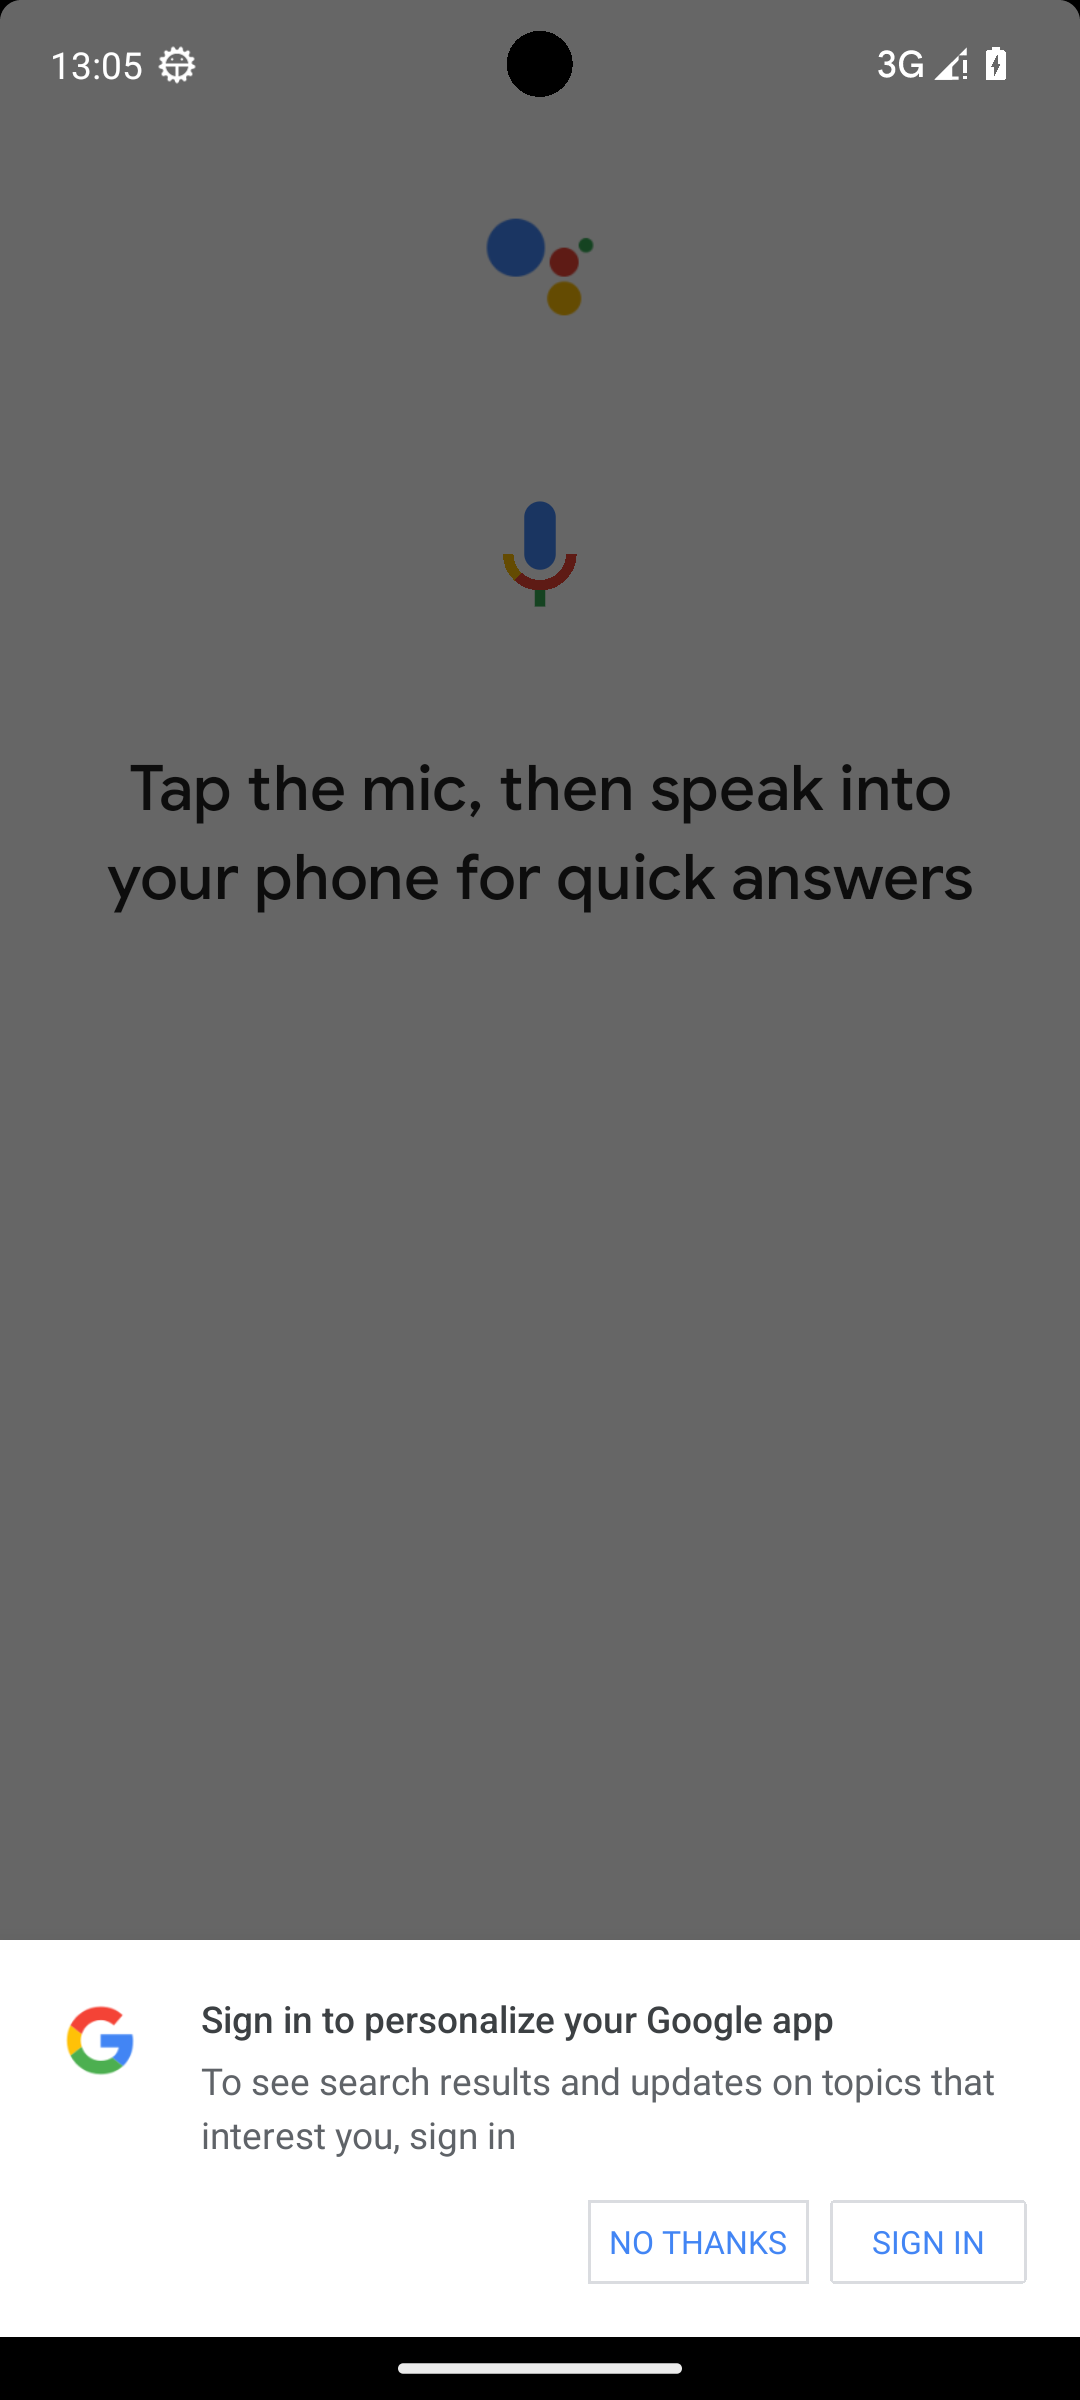 13:05 3G
Tap the mic, then speak into
your phone for quick answers
Sign in to personalize your Google app
To see search results and updates on topics that
interest you, sign in
NO THANKS SIGN IN